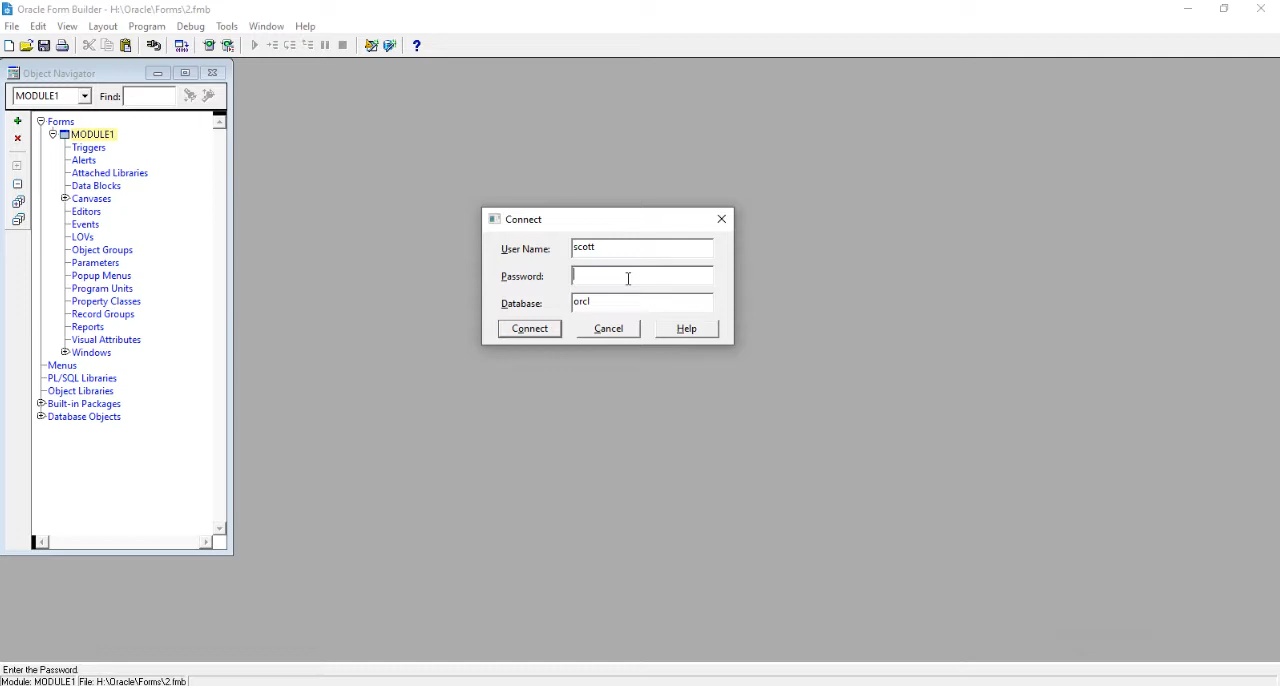 Oracle Form Builder - H:\Oracle\Forms\2.fmb
File Edit View Layout Program Debug Tools Window Help
Object Navigator
MODULE1 Find:
Forms
MODULE1
Triggers
Alerts
Attached Libraries
Data Blocks
Canvases
Editors
Events
LOVs
Object Groups
Parameters
Popup Menus
Program Units
Property Classes
Record Groups
Reports
Visual Attributes
Windows
Menus
PL/SQL Libraries
Object Libraries
Built-in Packages
Database Objects
Connect
User Name: scott
Password:
Database: orcl
Connect Cancel Help
Enter the Password
Module: MODULE1 File: H:\Oracle\Forms\2.fmb